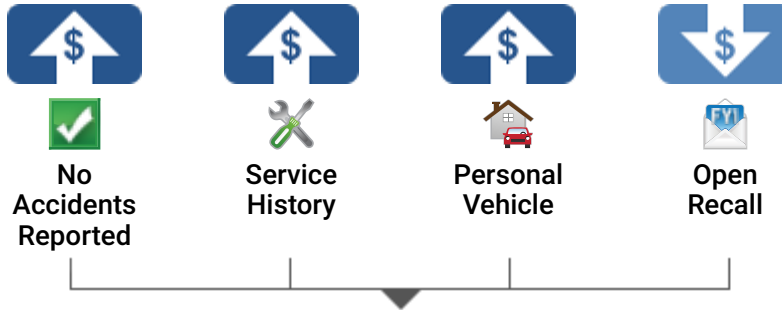 $
$
$
$
FYI
No
Accidents
Reported
Service
History
Personal
Vehicle
Open
Recall